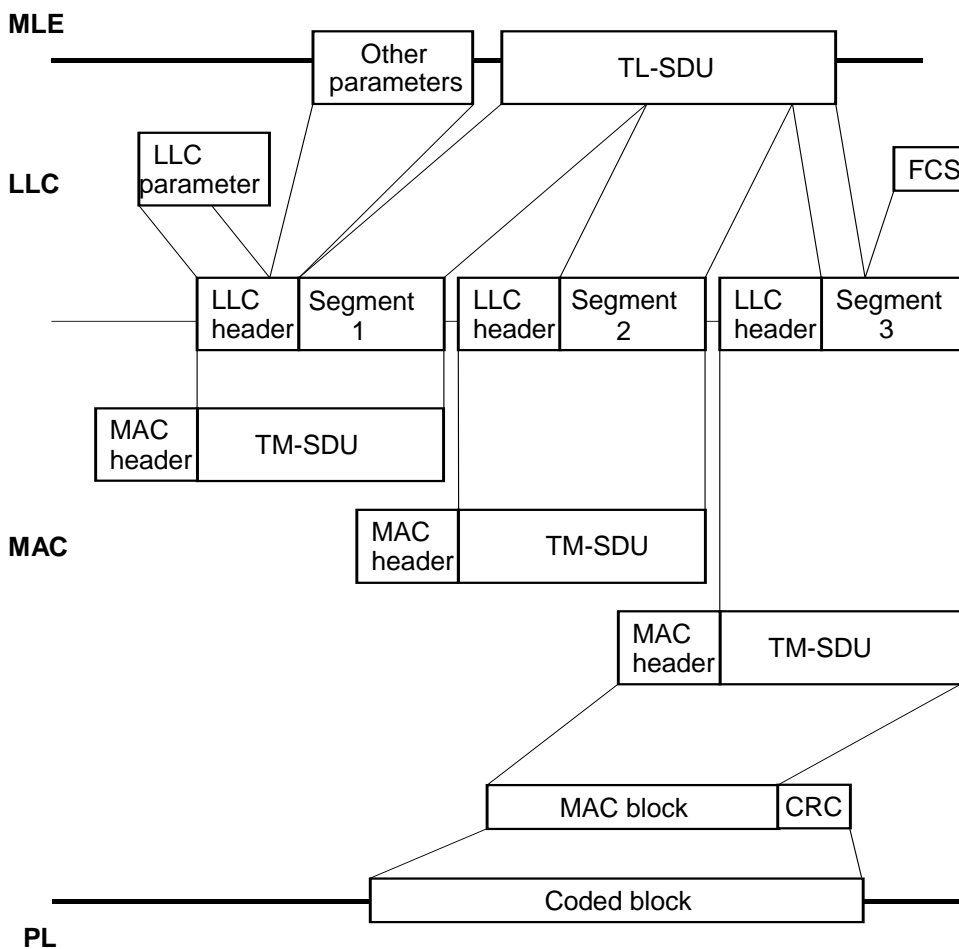 MLE
Other
parameters
TL-SDU
LLC
LLC
parameter
FCS
LLC
header
Segment
1
LLC
header
Segment
2
LLC
header
Segment
3
MAC
header
TM-SDU
MAC
MAC
header
TM-SDU
MAC
header
TM-SDU
MAC block
CRC
Coded block
PL